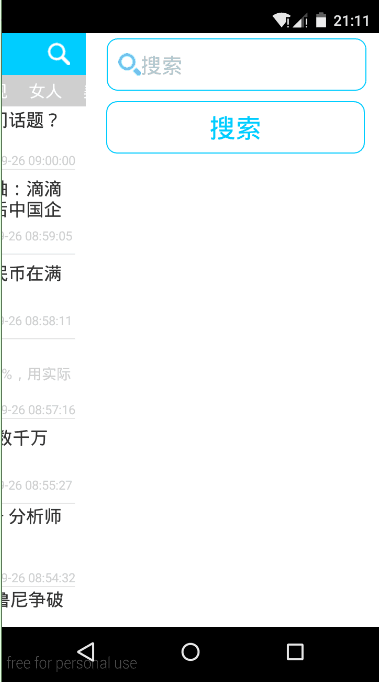 21:11
搜索
搜索
女人
话题？
9-26 09:00:00
：滴滴
后中国企
9-26 08:59:05
民币在满
9-26 08:58:11
%，用实际
9-26 08:57:16
数千万
9-26 08:55:27
分析师
9-26 08:54:32
鲁尼争破
free for personal use